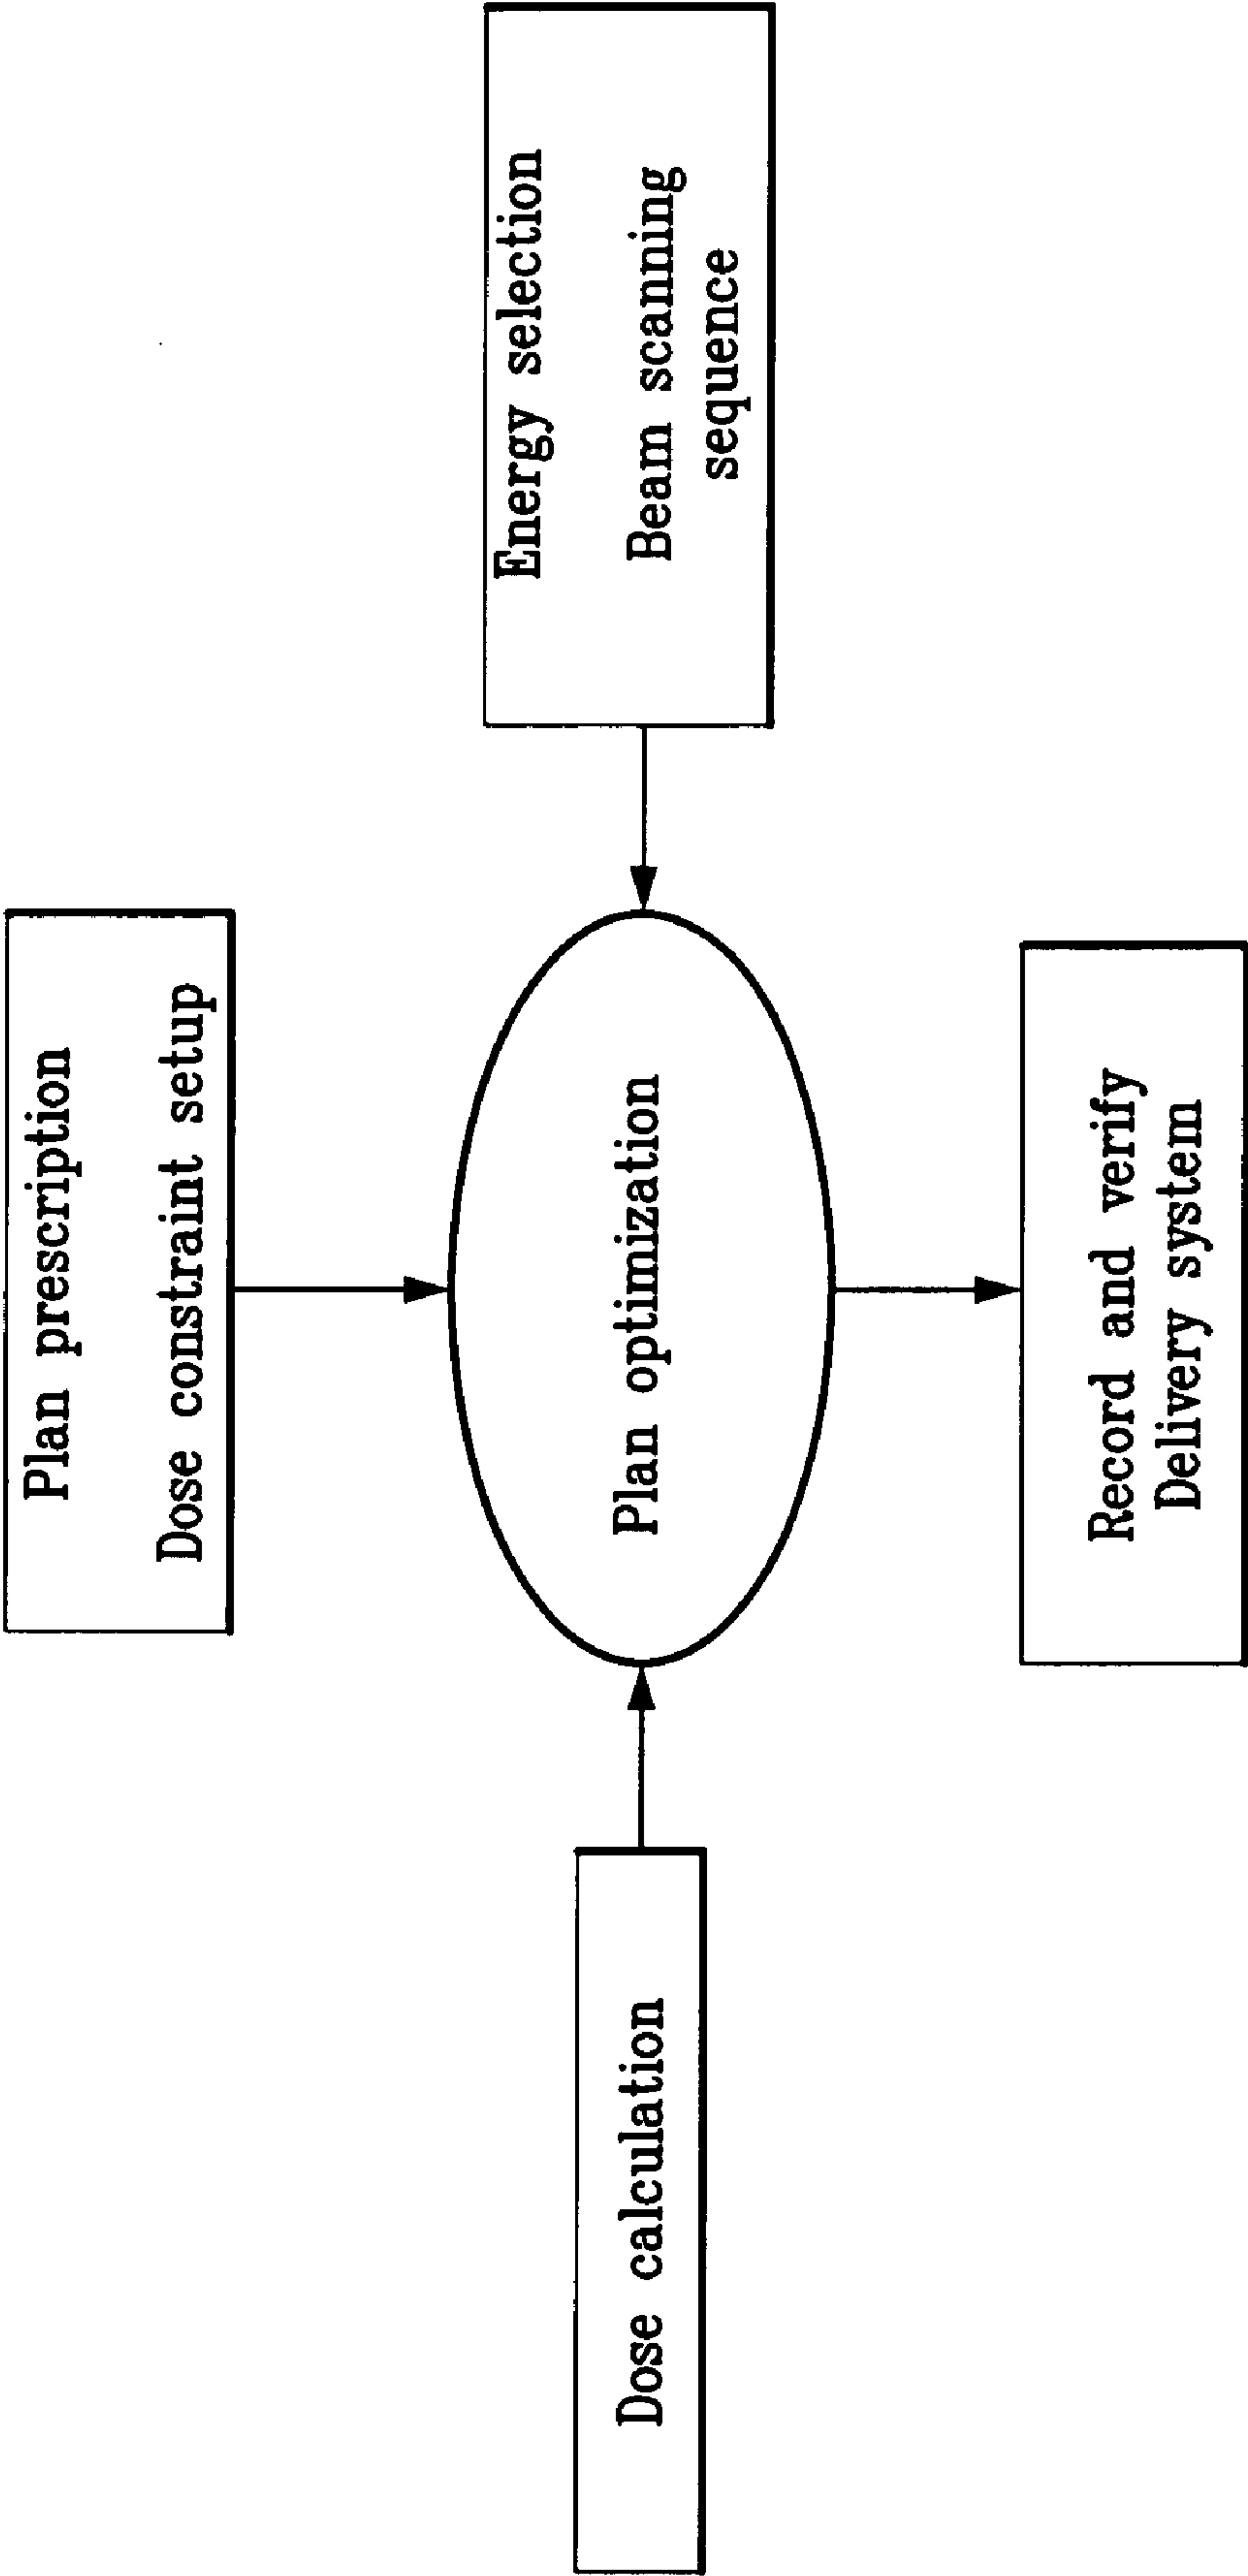 Plan prescription
Dose constraint setup
Dose calculation
Plan optimization
Energy selection
Beam scanning
sequence
Record and verify
Delivery system